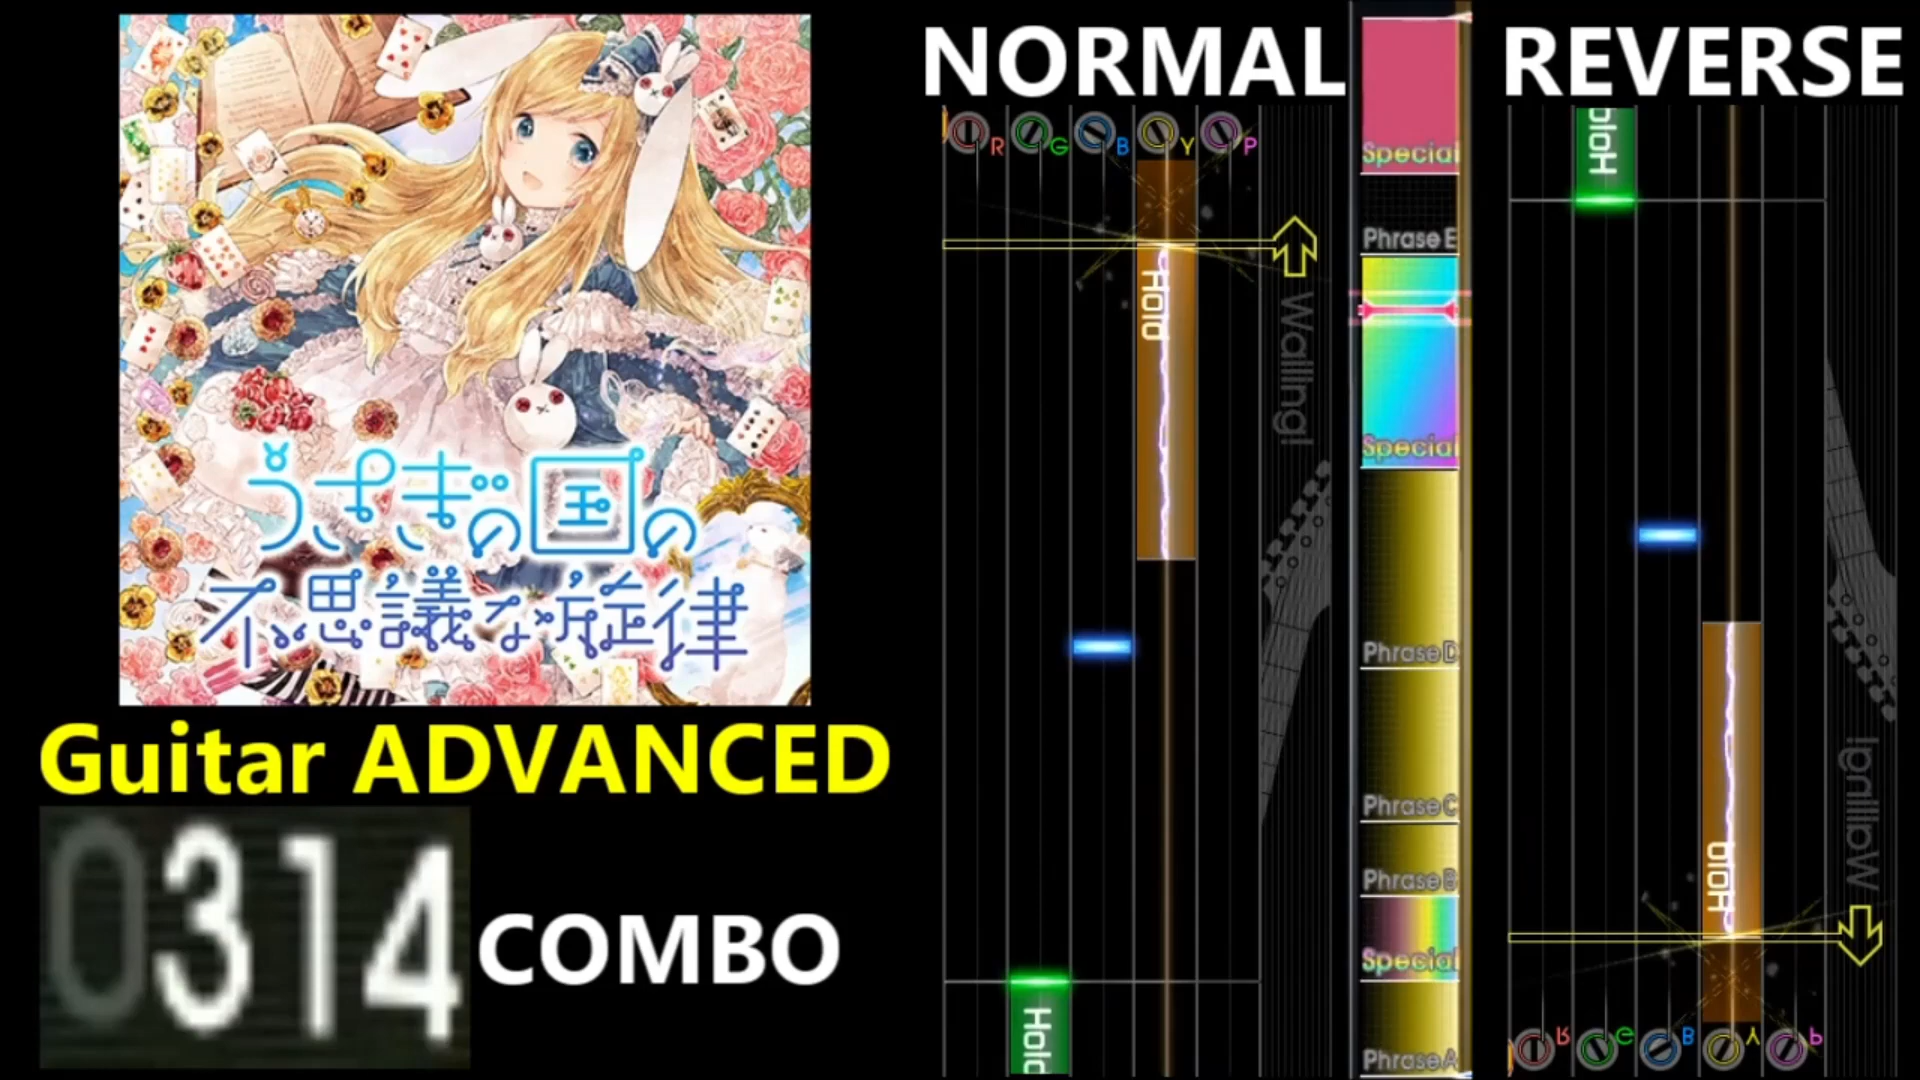 うさぎの国の
不思議な旋律
Guitar ADVANCED
0314 COMBO
NORMAL
R G B Y P
Hold
Wailing!
Hold
Special
Phrase E
Special
Phrase D
Phrase C
Phrase B
Special
Phrase A
REVERSE
Hold
Wailing!
Hold
R G B Y P